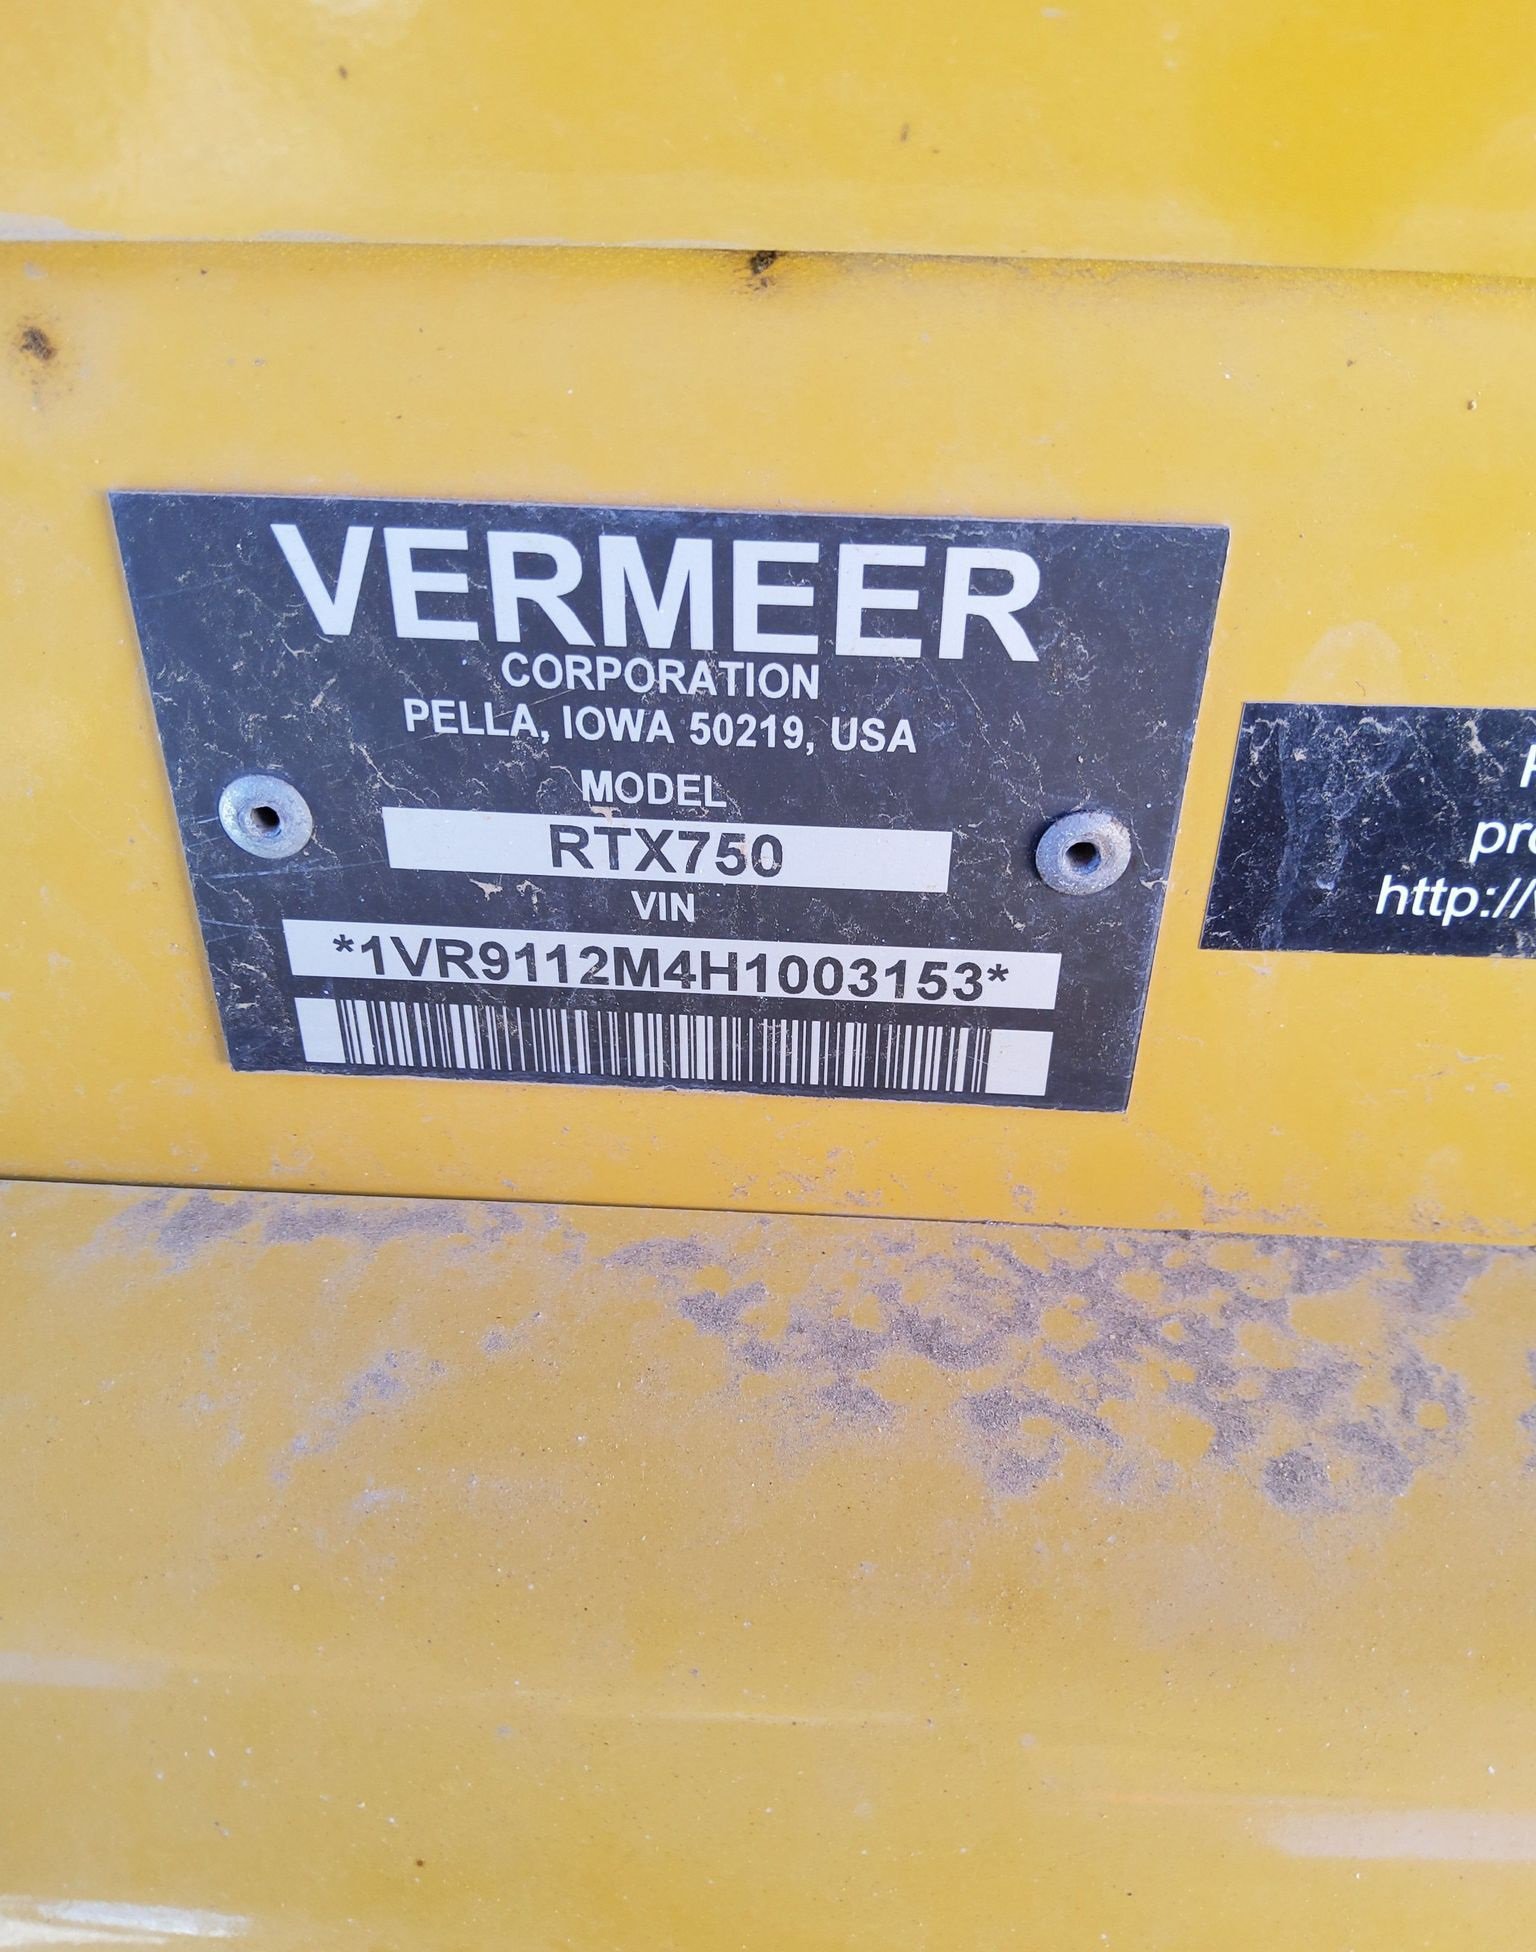 VERMEER
CORPORATION
PELLA, IOWA 50219, USA
MODEL
RTX750
VIN
*1VR9112M4H1003153*
http://